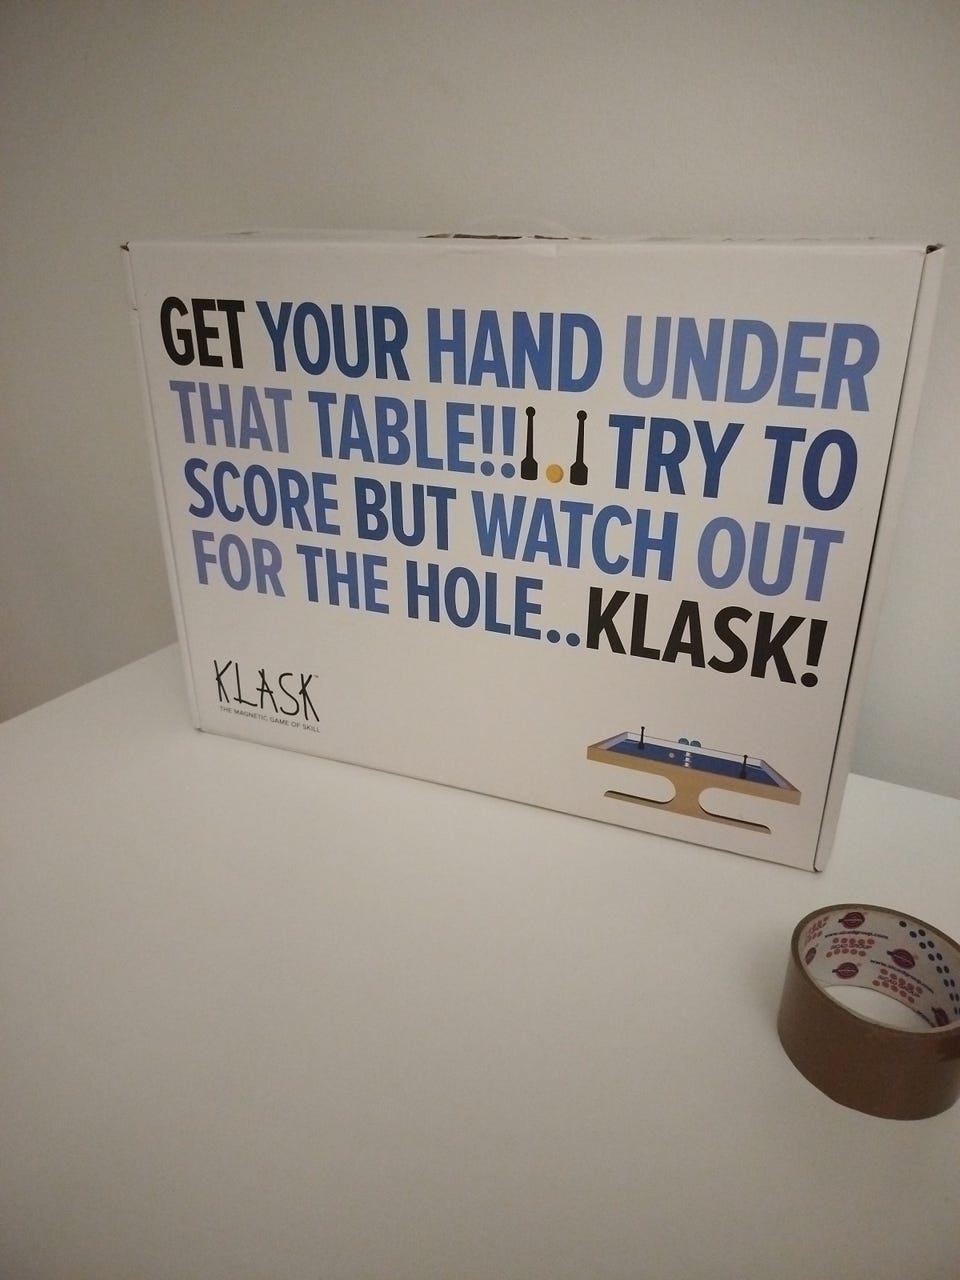 GET YOUR HAND UNDER
THAT TABLE!! TRY TO
SCORE BUT WATCH OUT
FOR THE HOLE..KLASK!
KLASK™
THE MAGNETIC GAME OF SKILL